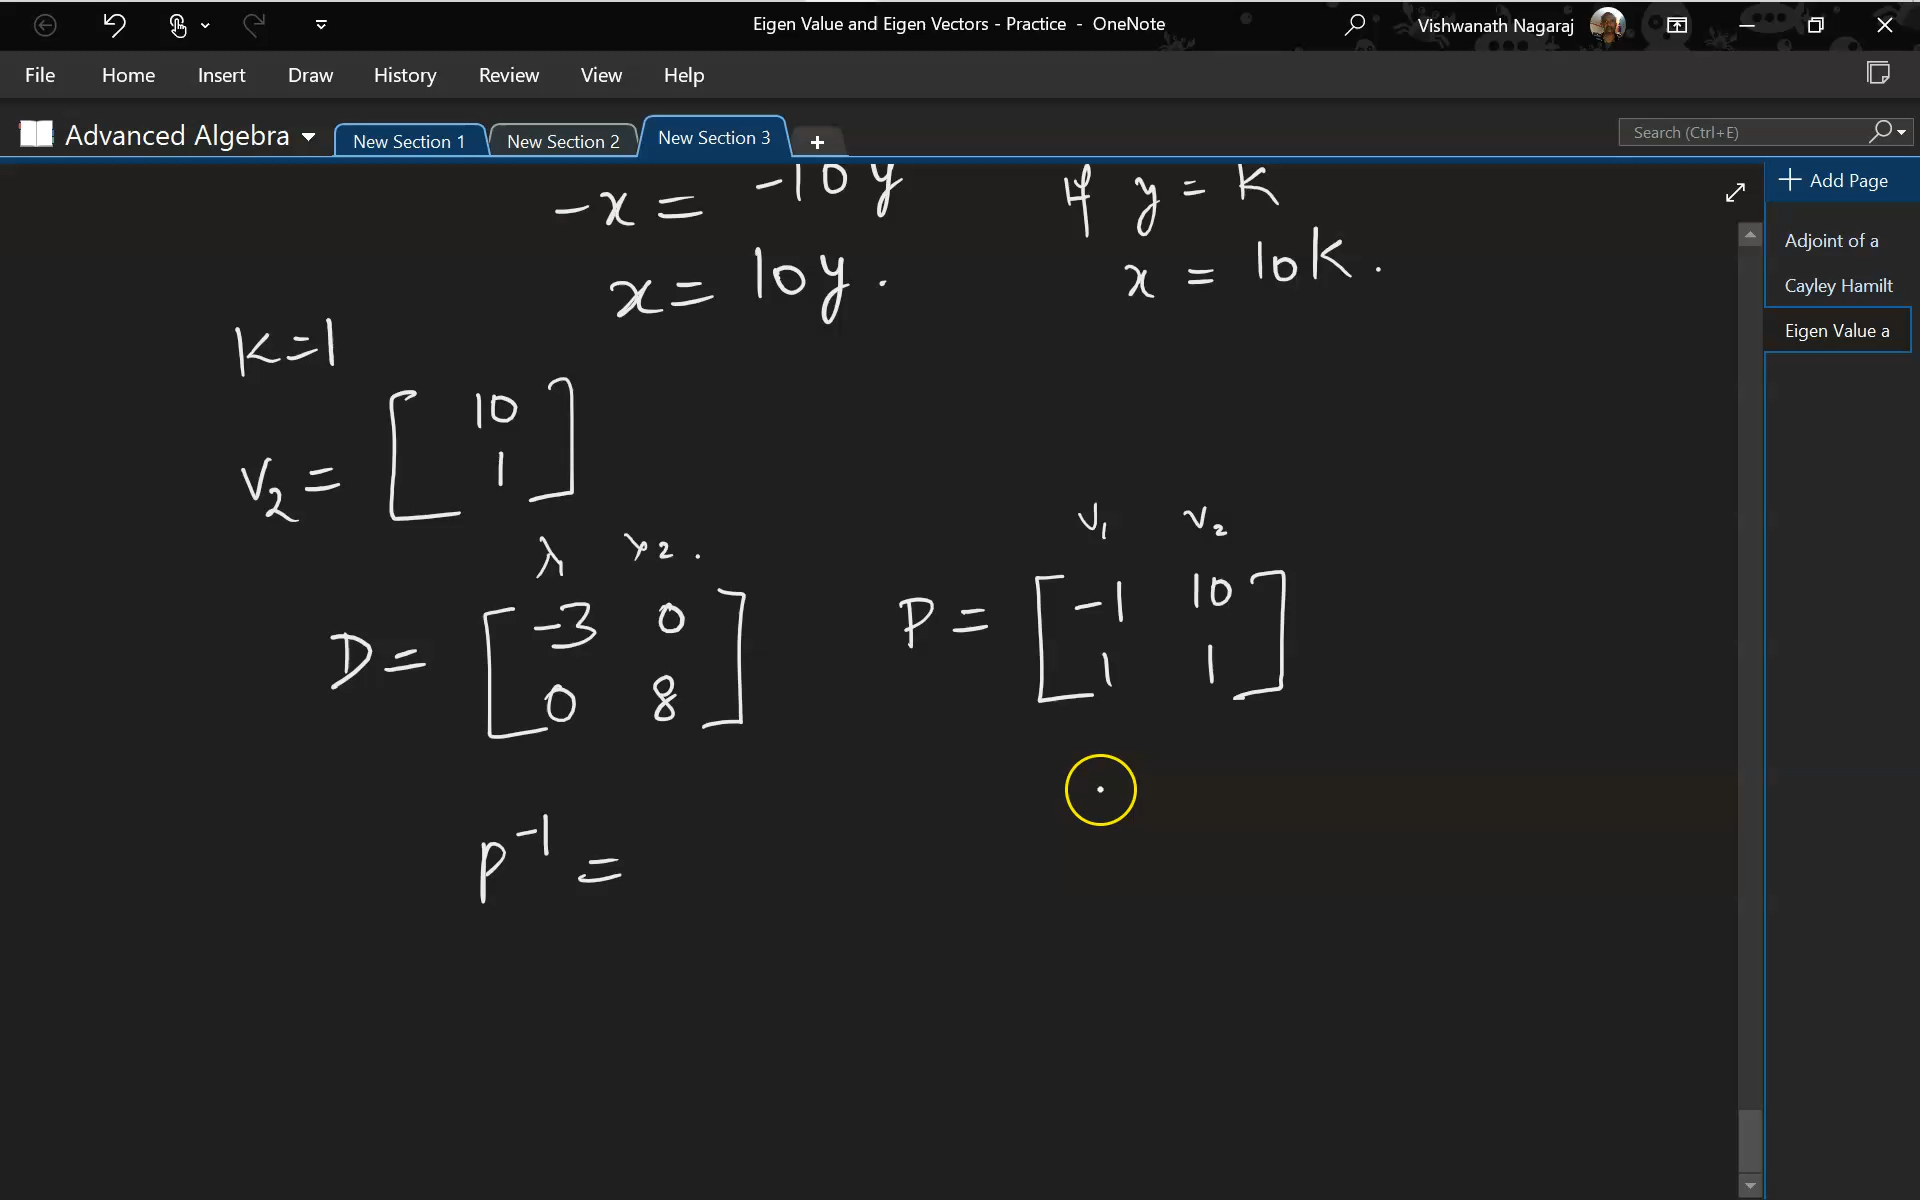 Eigen Value and Eigen Vectors - Practice - OneNote
Vishwanath Nagaraj
File Home Insert Draw History Review View Help
Advanced Algebra
New Section 1
New Section 2
New Section 3
+
Search (Ctrl+E)
Add Page
Adjoint of a
Cayley Hamilt
Eigen Value a
-x = -10y
If y = K
x = 10y.
x = 10K.
K=1
V2 = [ 10
1 ]
λ λ2.
V1 V2
D = [ -3 0
0 8 ]
P = [ -1 10
1 1 ]
P^-1 =